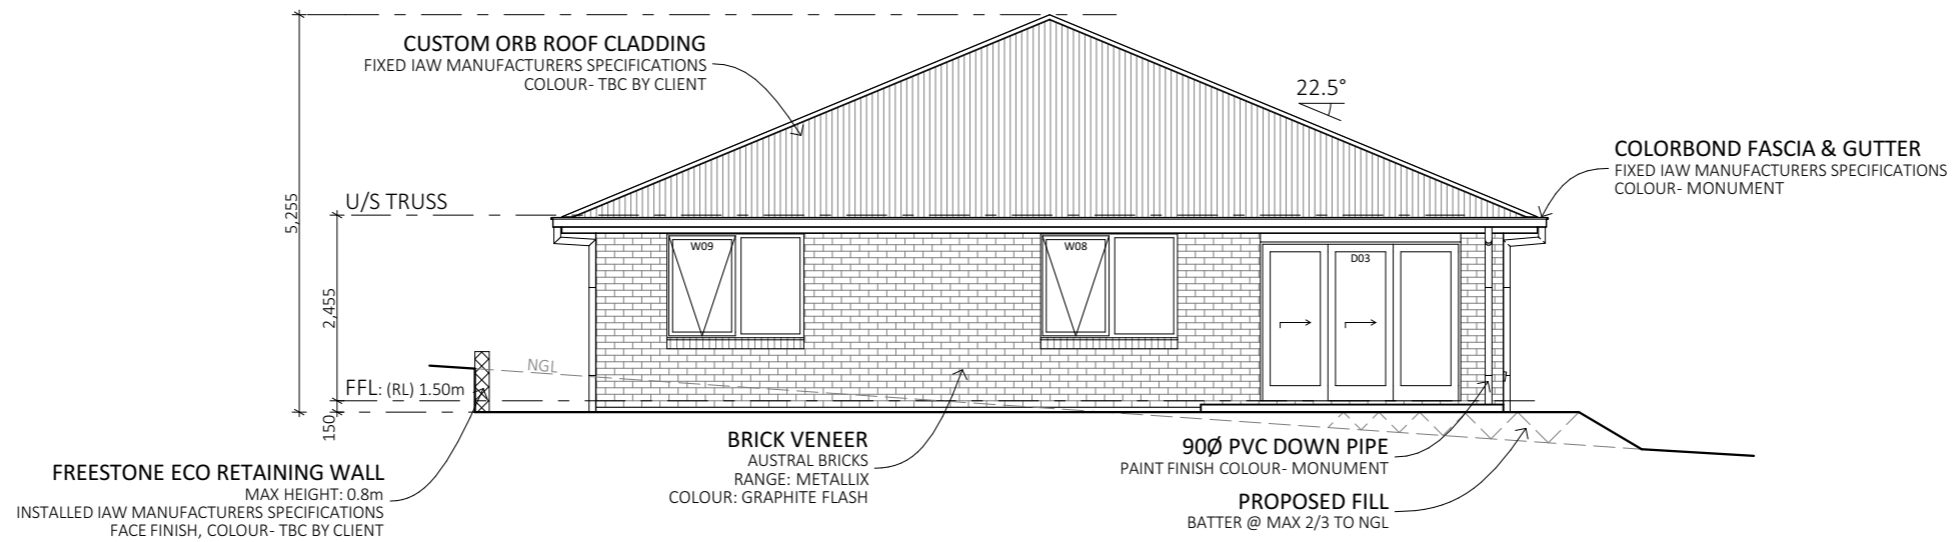 CUSTOM ORB ROOF CLADDING
FIXED IAW MANUFACTURERS SPECIFICATIONS
COLOUR- TBC BY CLIENT
22.5°
COLORBOND FASCIA & GUTTER
FIXED IAW MANUFACTURERS SPECIFICATIONS
COLOUR- MONUMENT
5,255
U/S TRUSS
W09
W08
D03
2,455
NGL
FFL: (RL) 1.50m
150
FREESTONE ECO RETAINING WALL
MAX HEIGHT: 0.8m
INSTALLED IAW MANUFACTURERS SPECIFICATIONS
FACE FINISH, COLOUR- TBC BY CLIENT
BRICK VENEER
AUSTRAL BRICKS
RANGE: METALLIX
COLOUR: GRAPHITE FLASH
90Ø PVC DOWN PIPE
PAINT FINISH COLOUR- MONUMENT
PROPOSED FILL
BATTER @ MAX 2/3 TO NGL